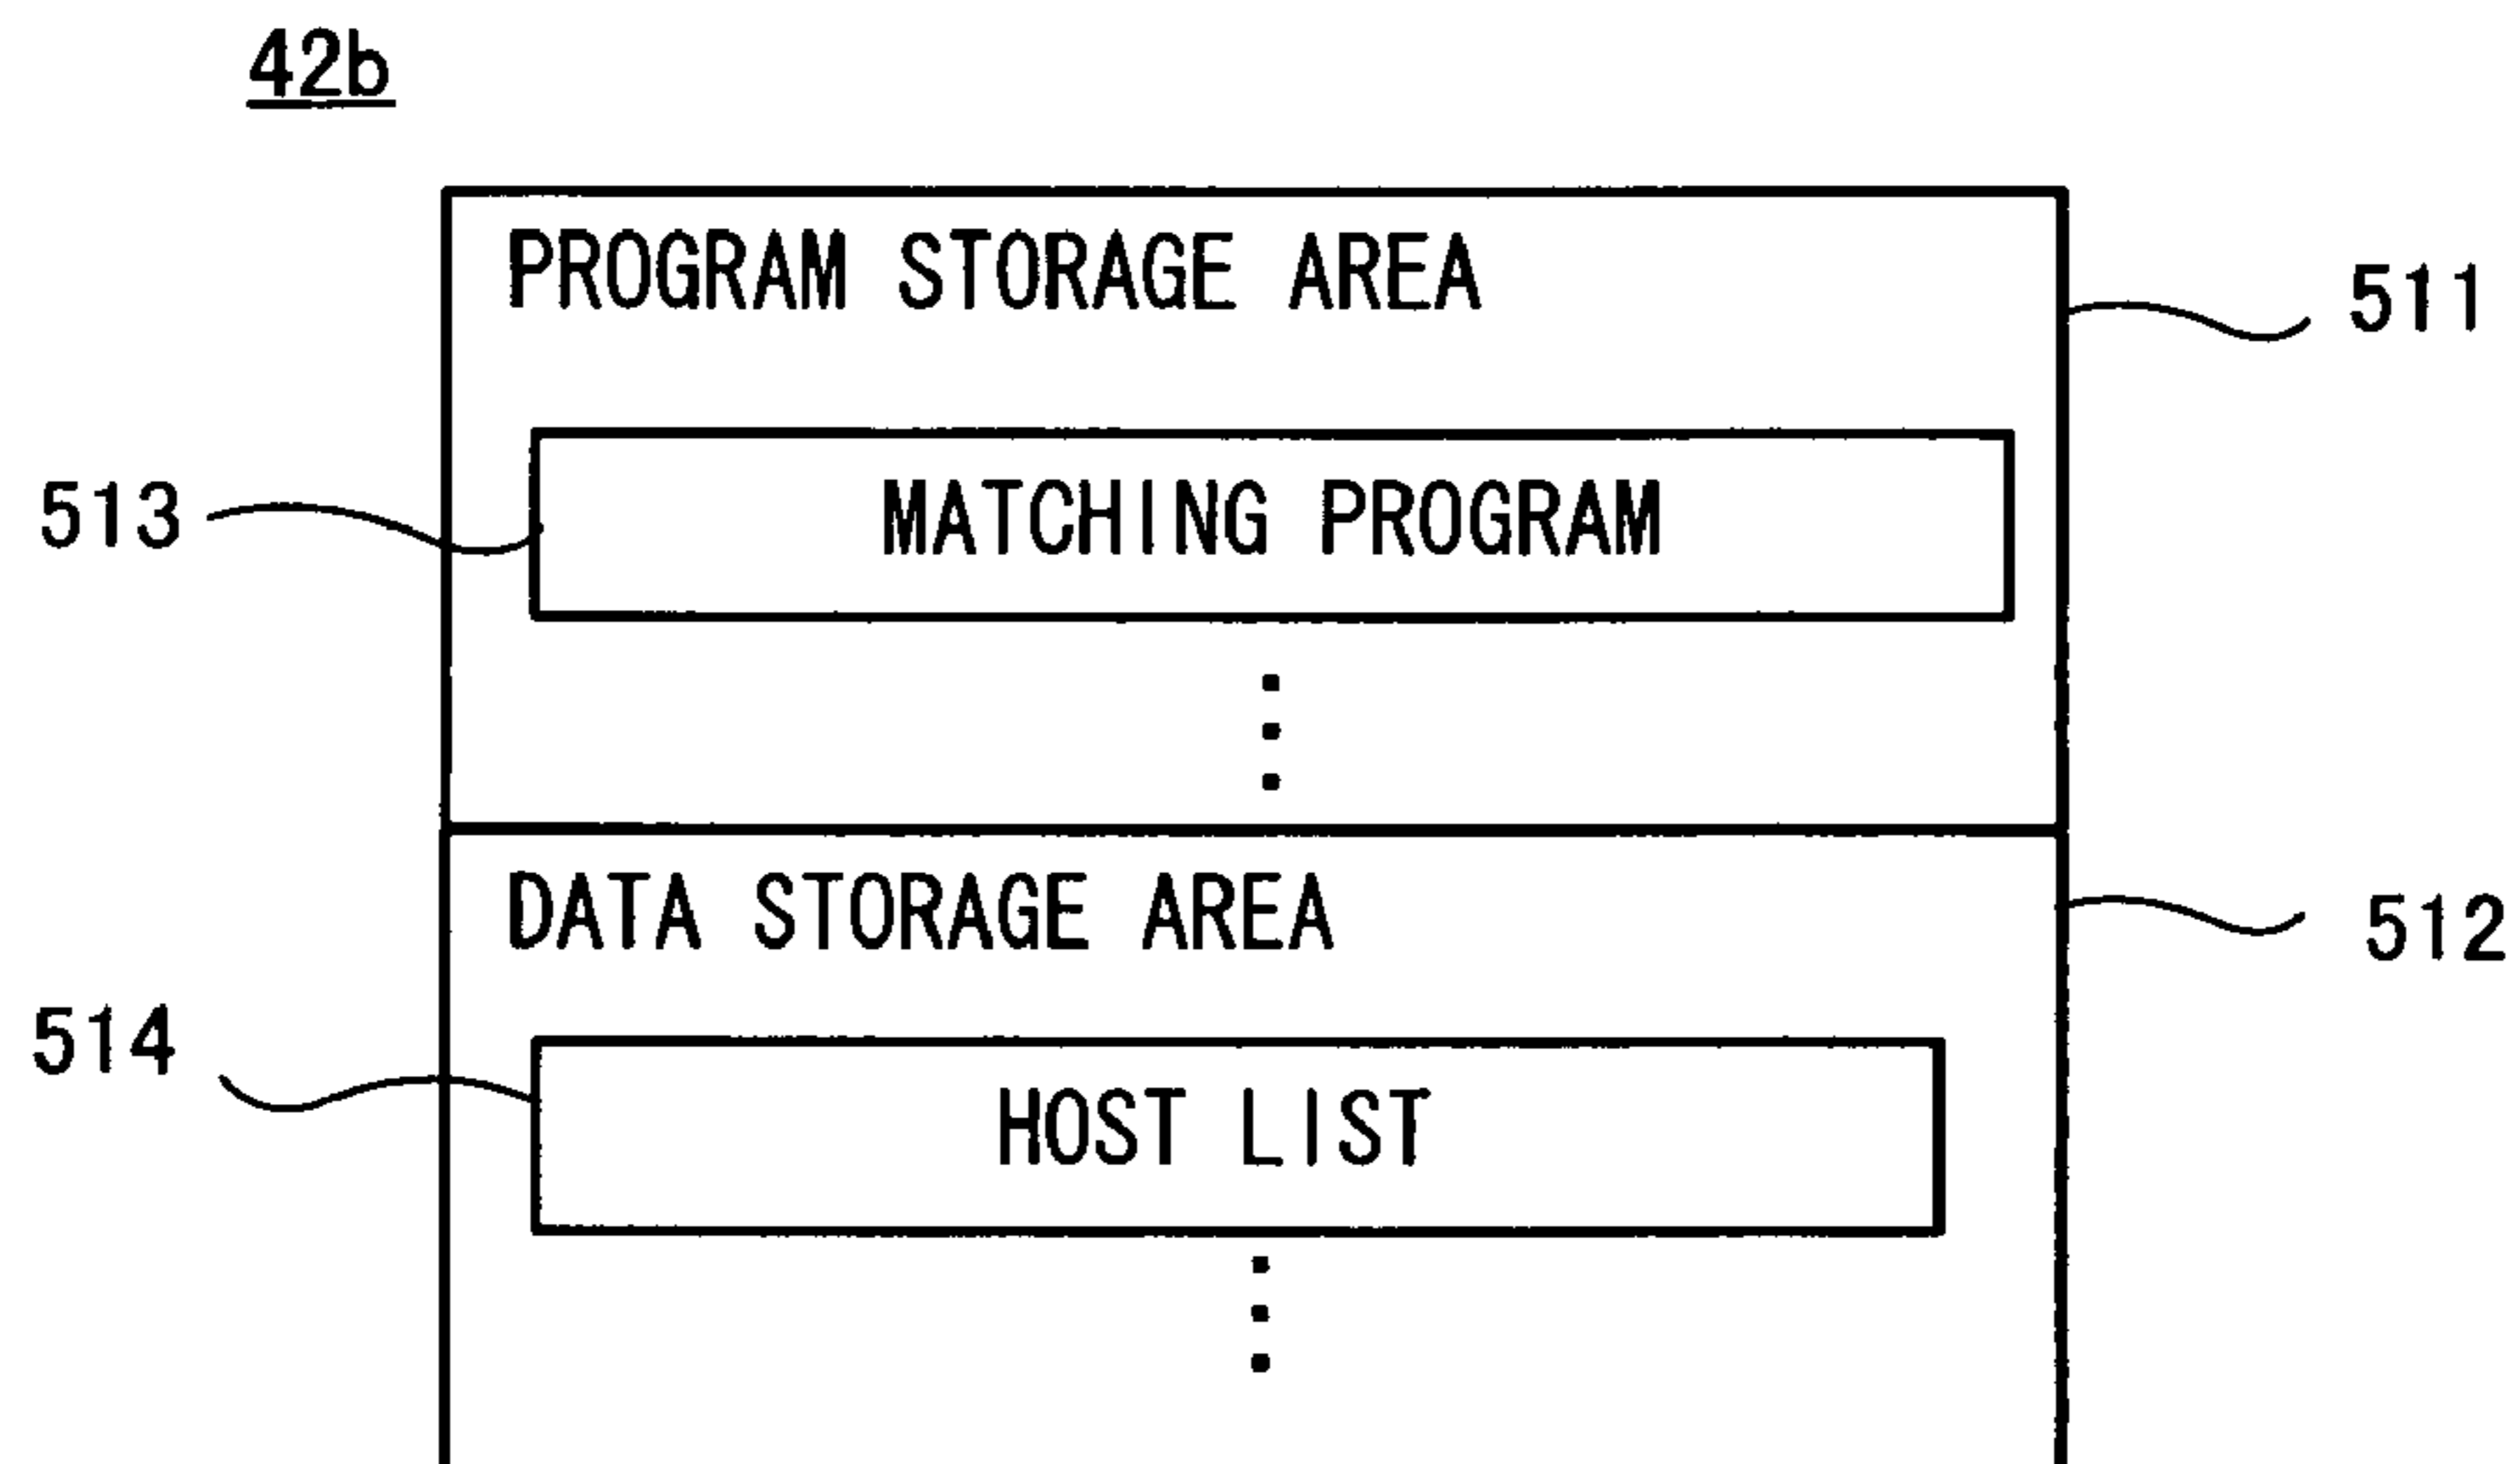 42b
PROGRAM STORAGE AREA
511
513
MATCHING PROGRAM
DATA STORAGE AREA
512
514
HOST LIST